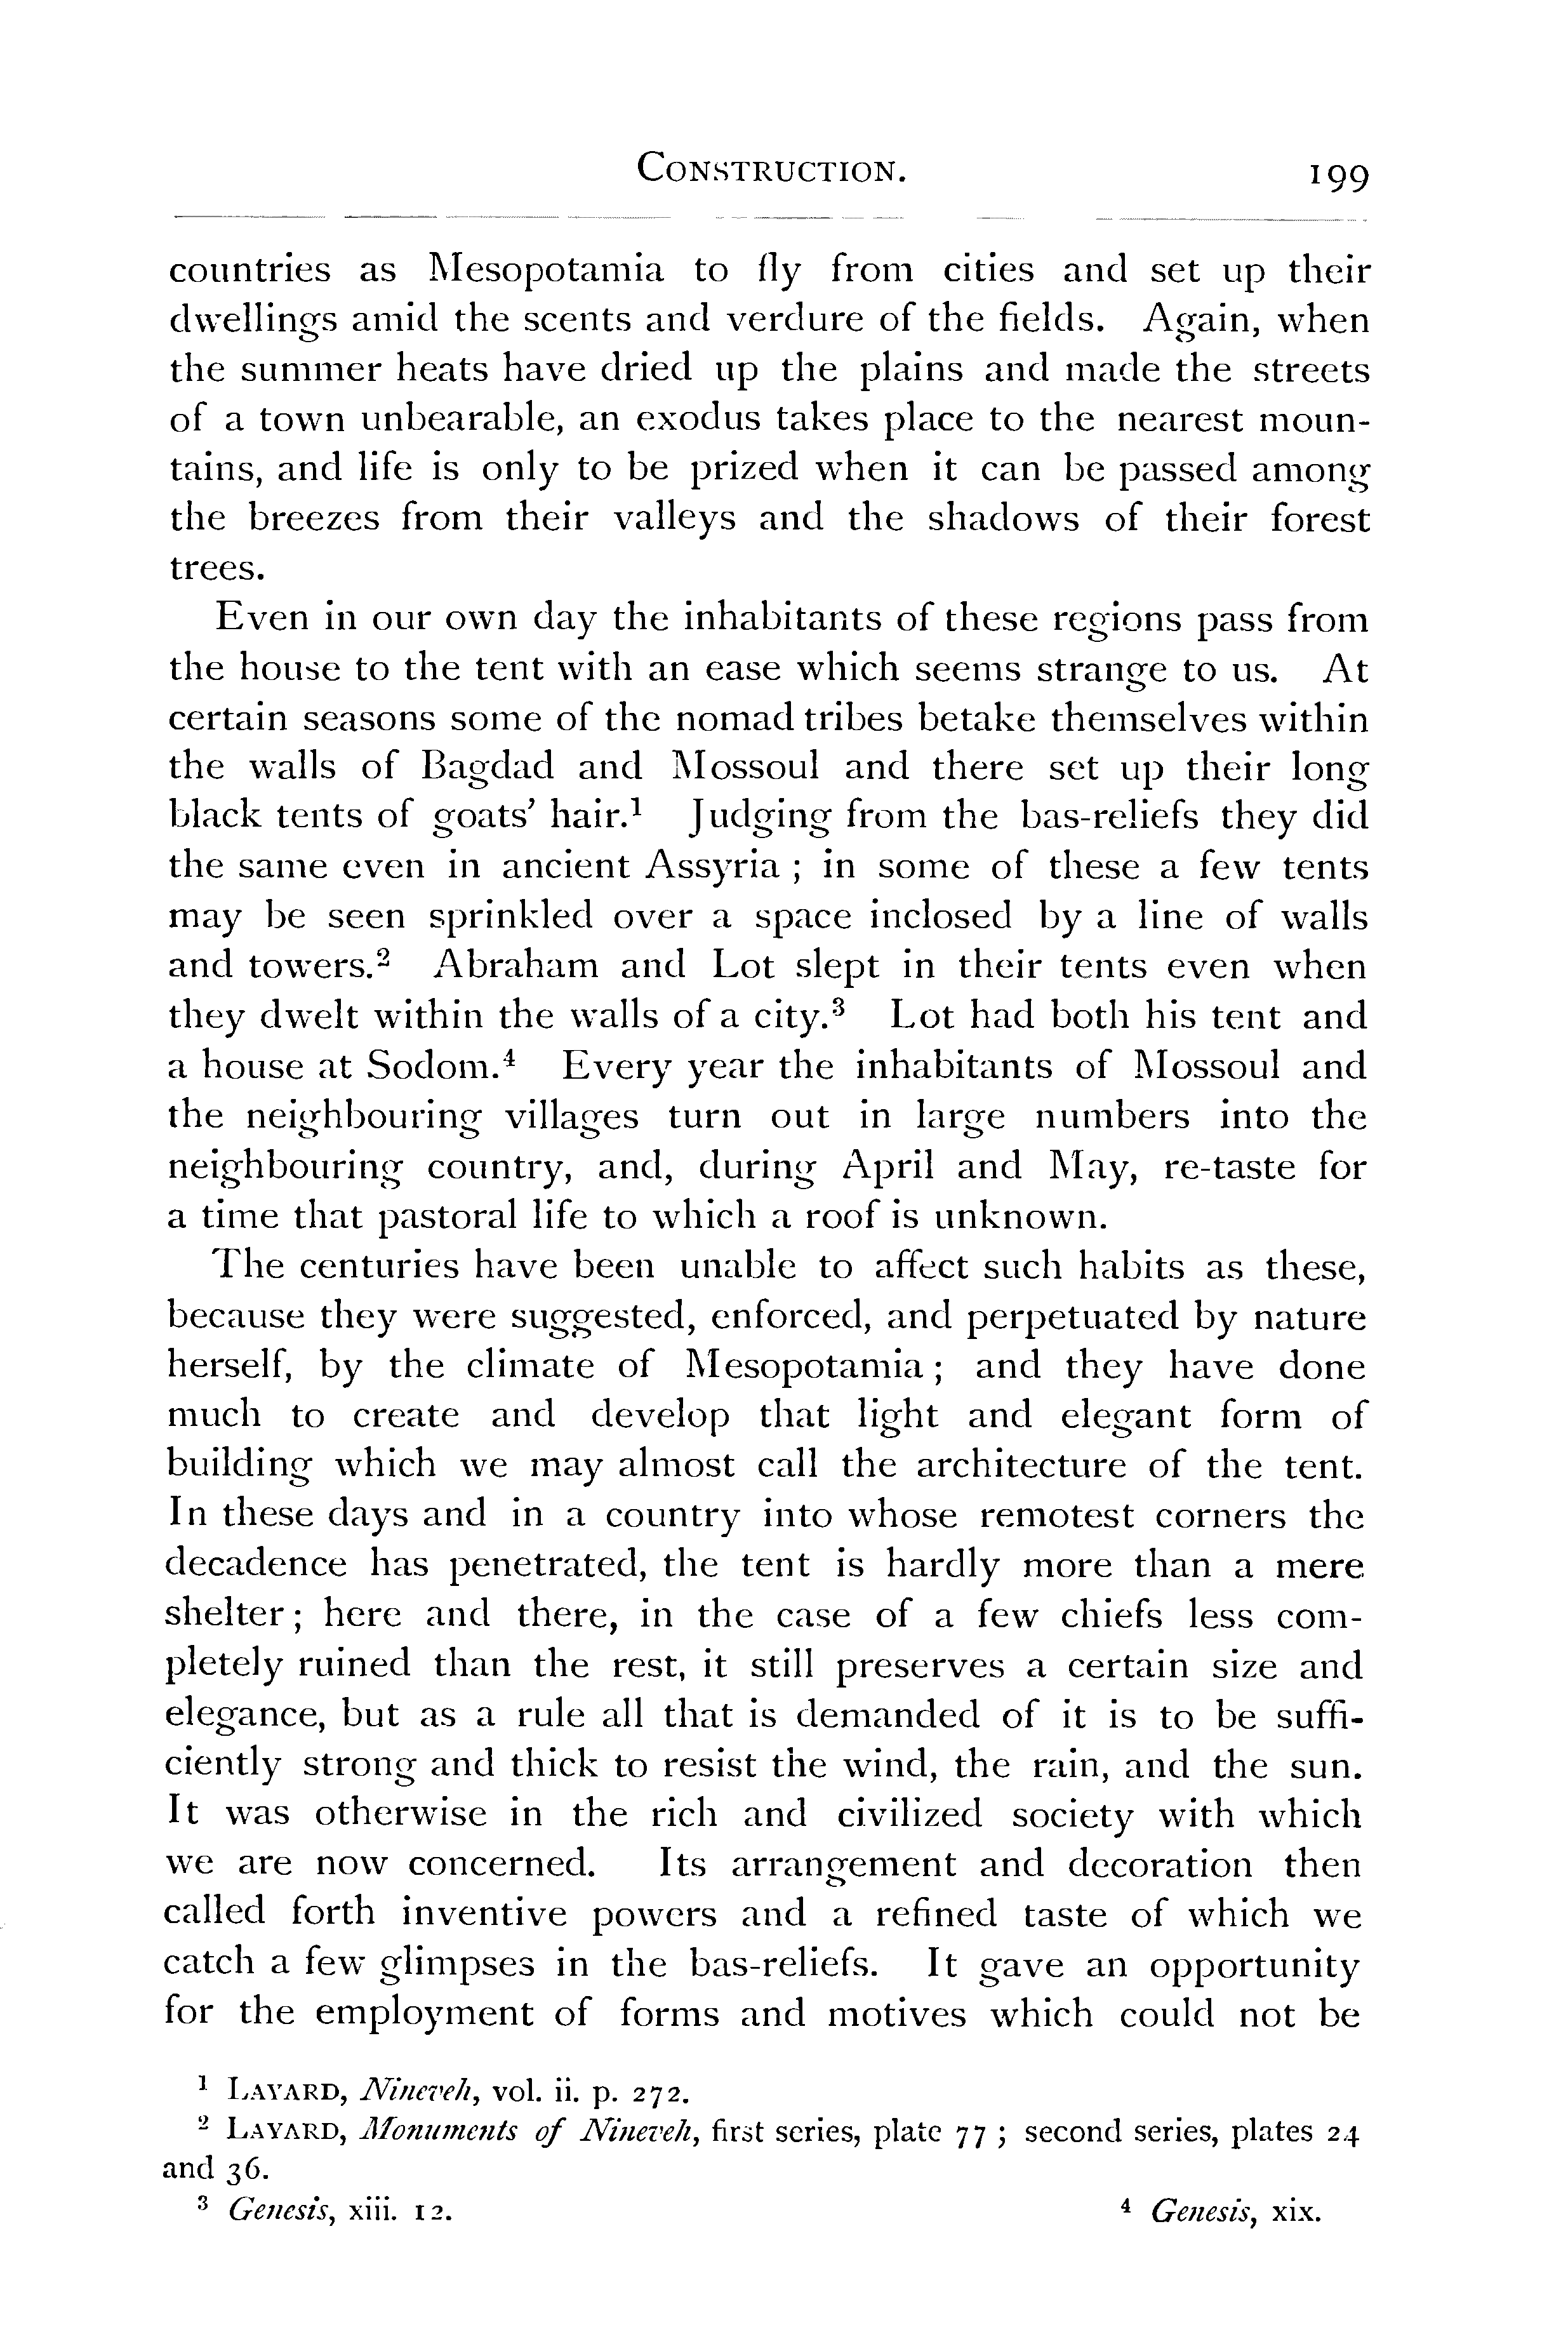 CONSTRUCTION. 199
countries as Mesopotamia to fly from cities and set up their
dwellings amid the scents and verdure of the fields. Again, when
the summer heats have dried up the plains and made the streets
of a town unbearable, an exodus takes place to the nearest moun-
tains, and life is only to be prized when it can be passed among
the breezes from their valleys and the shadows of their forest
trees.
Even in our own day the inhabitants of these regions pass from
the house to the tent with an ease which seems strange to us. At
certain seasons some of the nomad tribes betake themselves within
the walls of Bagdad and Mossoul and there set up their long
black tents of goats' hair.¹ Judging from the bas-reliefs they did
the same even in ancient Assyria ; in some of these a few tents
may be seen sprinkled over a space inclosed by a line of walls
and towers.² Abraham and Lot slept in their tents even when
they dwelt within the walls of a city.³ Lot had both his tent and
a house at Sodom.⁴ Every year the inhabitants of Mossoul and
the neighbouring villages turn out in large numbers into the
neighbouring country, and, during April and May, re-taste for
a time that pastoral life to which a roof is unknown.
The centuries have been unable to affect such habits as these,
because they were suggested, enforced, and perpetuated by nature
herself, by the climate of Mesopotamia ; and they have done
much to create and develop that light and elegant form of
building which we may almost call the architecture of the tent.
In these days and in a country into whose remotest corners the
decadence has penetrated, the tent is hardly more than a mere
shelter ; here and there, in the case of a few chiefs less com-
pletely ruined than the rest, it still preserves a certain size and
elegance, but as a rule all that is demanded of it is to be suffi-
ciently strong and thick to resist the wind, the rain, and the sun.
It was otherwise in the rich and civilized society with which
we are now concerned. Its arrangement and decoration then
called forth inventive powers and a refined taste of which we
catch a few glimpses in the bas-reliefs. It gave an opportunity
for the employment of forms and motives which could not be
¹ LAYARD, Nineveh, vol. ii. p. 272.
² LAYARD, Monuments of Nineveh, first series, plate 77 ; second series, plates 24
and 36.
³ Genesis, xiii. 12. ⁴ Genesis, xix.